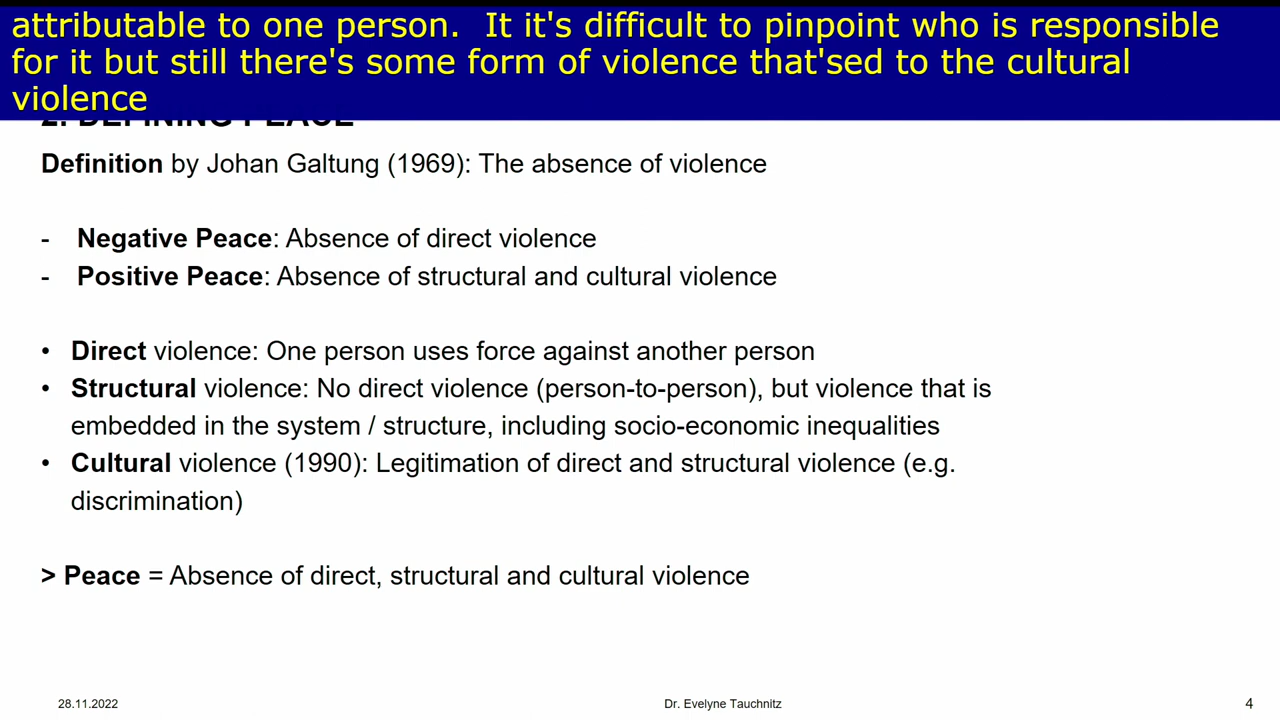 attributable to one person.  It it's difficult to pinpoint who is responsible
for it but still there's some form of violence that'sed to the cultural
violence
2. DEFINING PEACE
Definition by Johan Galtung (1969): The absence of violence
- Negative Peace: Absence of direct violence
- Positive Peace: Absence of structural and cultural violence
• Direct violence: One person uses force against another person
• Structural violence: No direct violence (person-to-person), but violence that is
embedded in the system / structure, including socio-economic inequalities
• Cultural violence (1990): Legitimation of direct and structural violence (e.g.
discrimination)
> Peace = Absence of direct, structural and cultural violence
28.11.2022
Dr. Evelyne Tauchnitz
4